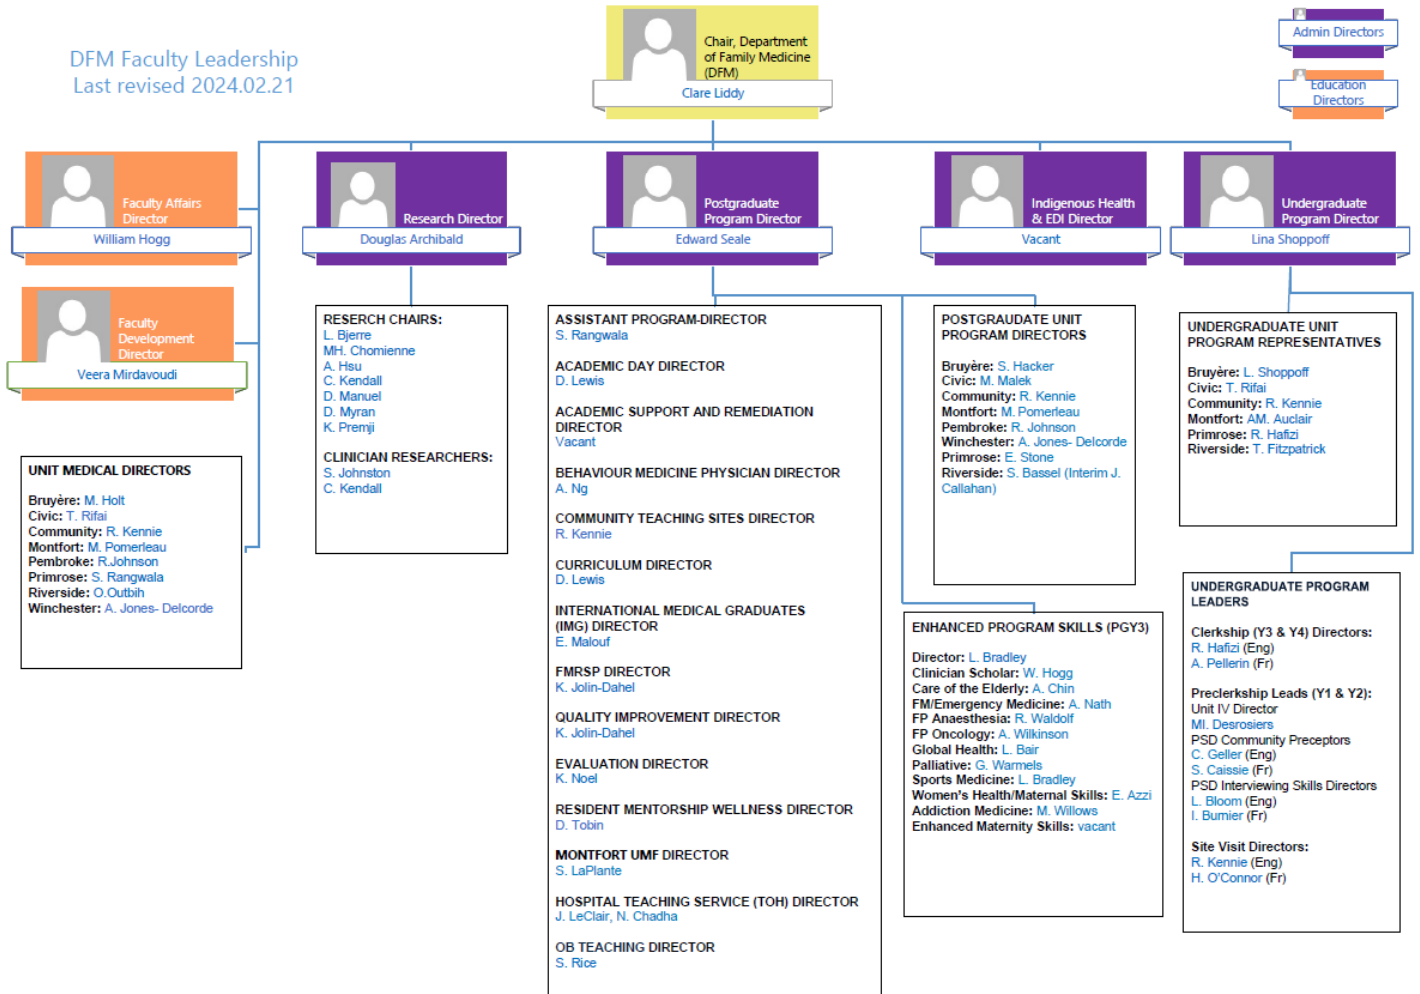 DFM Faculty Leadership
Last revised 2024.02.21
Chair, Department
of Family Medicine
(DFM)
Clare Liddy
Admin Directors
Education
Directors
Faculty Affairs
Director
William Hogg
Research Director
Douglas Archibald
Postgraduate
Program Director
Edward Seale
Indigenous Health
& EDI Director
Vacant
Undergraduate
Program Director
Lina Shoppoff
Faculty
Development
Director
Veera Mirdavoudi
UNIT MEDICAL DIRECTORS
Bruyère: M. Holt
Civic: T. Rifai
Community: R. Kennie
Montfort: M. Pomerleau
Pembroke: R.Johnson
Primrose: S. Rangwala
Riverside: O.Outbih
Winchester: A. Jones- Delcorde
RESERCH CHAIRS:
L. Bjerre
MH. Chomienne
A. Hsu
C. Kendall
D. Manuel
D. Myran
K. Premji
CLINICIAN RESEARCHERS:
S. Johnston
C. Kendall
ASSISTANT PROGRAM-DIRECTOR
S. Rangwala
ACADEMIC DAY DIRECTOR
D. Lewis
ACADEMIC SUPPORT AND REMEDIATION
DIRECTOR
Vacant
BEHAVIOUR MEDICINE PHYSICIAN DIRECTOR
A. Ng
COMMUNITY TEACHING SITES DIRECTOR
R. Kennie
CURRICULUM DIRECTOR
D. Lewis
INTERNATIONAL MEDICAL GRADUATES
(IMG) DIRECTOR
E. Malouf
FMRSP DIRECTOR
K. Jolin-Dahel
QUALITY IMPROVEMENT DIRECTOR
K. Jolin-Dahel
EVALUATION DIRECTOR
K. Noel
RESIDENT MENTORSHIP WELLNESS DIRECTOR
D. Tobin
MONTFORT UMF DIRECTOR
S. LaPlante
HOSPITAL TEACHING SERVICE (TOH) DIRECTOR
J. LeClair, N. Chadha
OB TEACHING DIRECTOR
S. Rice
POSTGRAUDATE UNIT
PROGRAM DIRECTORS
Bruyère: S. Hacker
Civic: M. Malek
Community: R. Kennie
Montfort: M. Pomerleau
Pembroke: R. Johnson
Winchester: A. Jones- Delcorde
Primrose: E. Stone
Riverside: S. Bassel (Interim J.
Callahan)
ENHANCED PROGRAM SKILLS (PGY3)
Director: L. Bradley
Clinician Scholar: W. Hogg
Care of the Elderly: A. Chin
FM/Emergency Medicine: A. Nath
FP Anaesthesia: R. Waldolf
FP Oncology: A. Wilkinson
Global Health: L. Bair
Palliative: G. Warmels
Sports Medicine: L. Bradley
Women's Health/Maternal Skills: E. Azzi
Addiction Medicine: M. Willows
Enhanced Maternity Skills: vacant
UNDERGRADUATE UNIT
PROGRAM REPRESENTATIVES
Bruyère: L. Shoppoff
Civic: T. Rifai
Community: R. Kennie
Montfort: AM. Auclair
Primrose: R. Hafizi
Riverside: T. Fitzpatrick
UNDERGRADUATE PROGRAM
LEADERS
Clerkship (Y3 & Y4) Directors:
R. Hafizi (Eng)
A. Pellerin (Fr)
Preclerkship Leads (Y1 & Y2):
Unit IV Director
MI. Desrosiers
PSD Community Preceptors
C. Geller (Eng)
S. Caissie (Fr)
PSD Interviewing Skills Directors
L. Bloom (Eng)
I. Burnier (Fr)
Site Visit Directors:
R. Kennie (Eng)
H. O'Connor (Fr)